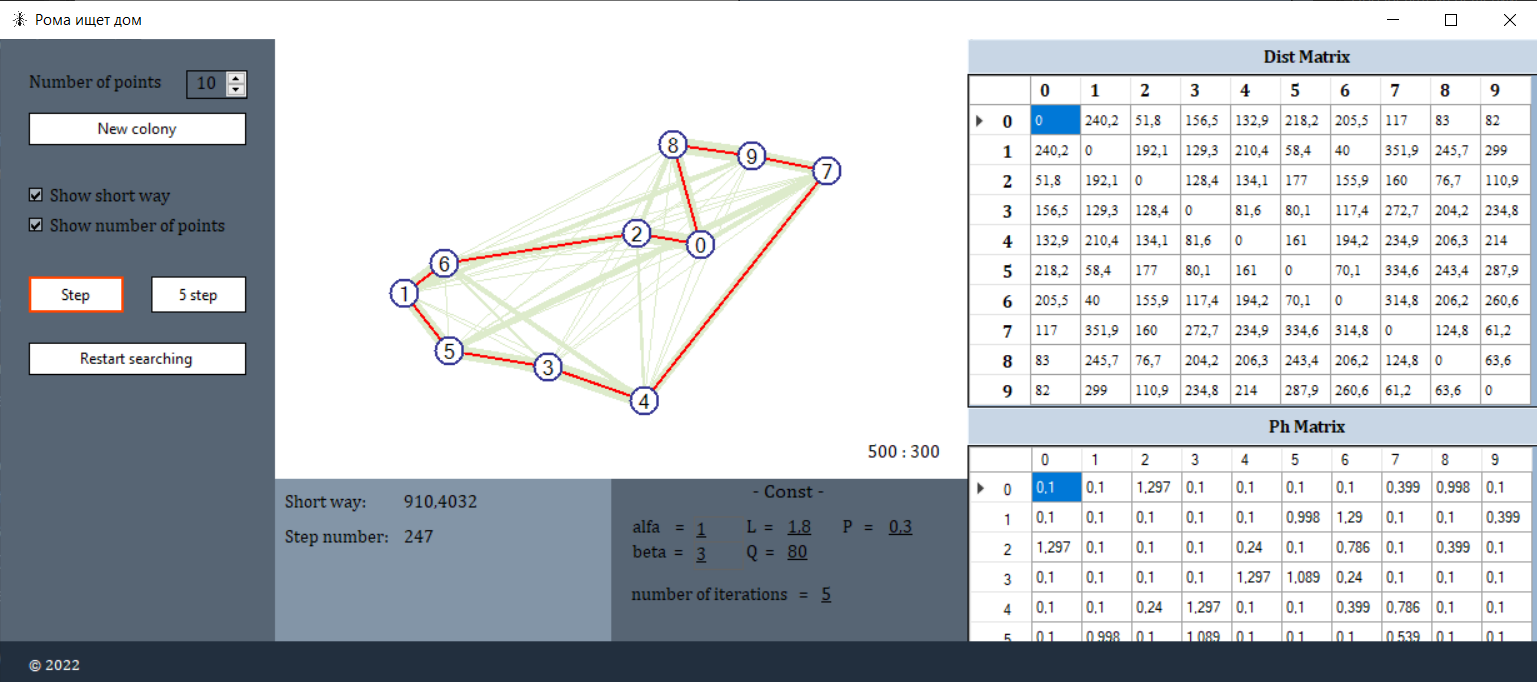 Рома ищет дом
Number of points 10
New colony
Show short way
Show number of points
Step 5 step
Restart searching
8
9
7
2
0
6
1
5
3
4
500 : 300
Short way: 910,4032
Step number: 247
- Const -
alfa = 1 L = 1,8 P = 0,3
beta = 3 Q = 80
number of iterations = 5
Dist Matrix
0 1 2 3 4 5 6 7 8 9
0 0 240,2 51,8 156,5 132,9 218,2 205,5 117 83 82
1 240,2 0 192,1 129,3 210,4 58,4 40 351,9 245,7 299
2 51,8 192,1 0 128,4 134,1 177 155,9 160 76,7 110,9
3 156,5 129,3 128,4 0 81,6 80,1 117,4 272,7 204,2 234,8
4 132,9 210,4 134,1 81,6 0 161 194,2 234,9 206,3 214
5 218,2 58,4 177 80,1 161 0 70,1 334,6 243,4 287,9
6 205,5 40 155,9 117,4 194,2 70,1 0 314,8 206,2 260,6
7 117 351,9 160 272,7 234,9 334,6 314,8 0 124,8 61,2
8 83 245,7 76,7 204,2 206,3 243,4 206,2 124,8 0 63,6
9 82 299 110,9 234,8 214 287,9 260,6 61,2 63,6 0
Ph Matrix
0 1 2 3 4 5 6 7 8 9
0 0,1 0,1 1,297 0,1 0,1 0,1 0,1 0,399 0,998 0,1
1 0,1 0,1 0,1 0,1 0,1 0,998 1,29 0,1 0,1 0,399
2 1,297 0,1 0,1 0,1 0,24 0,1 0,786 0,1 0,399 0,1
3 0,1 0,1 0,1 0,1 1,297 1,089 0,24 0,1 0,1 0,1
4 0,1 0,1 0,24 1,297 0,1 0,1 0,399 0,786 0,1 0,1
5 0,1 0,998 0,1 1,089 0,1 0,1 0,1 0,539 0,1 0,1
© 2022